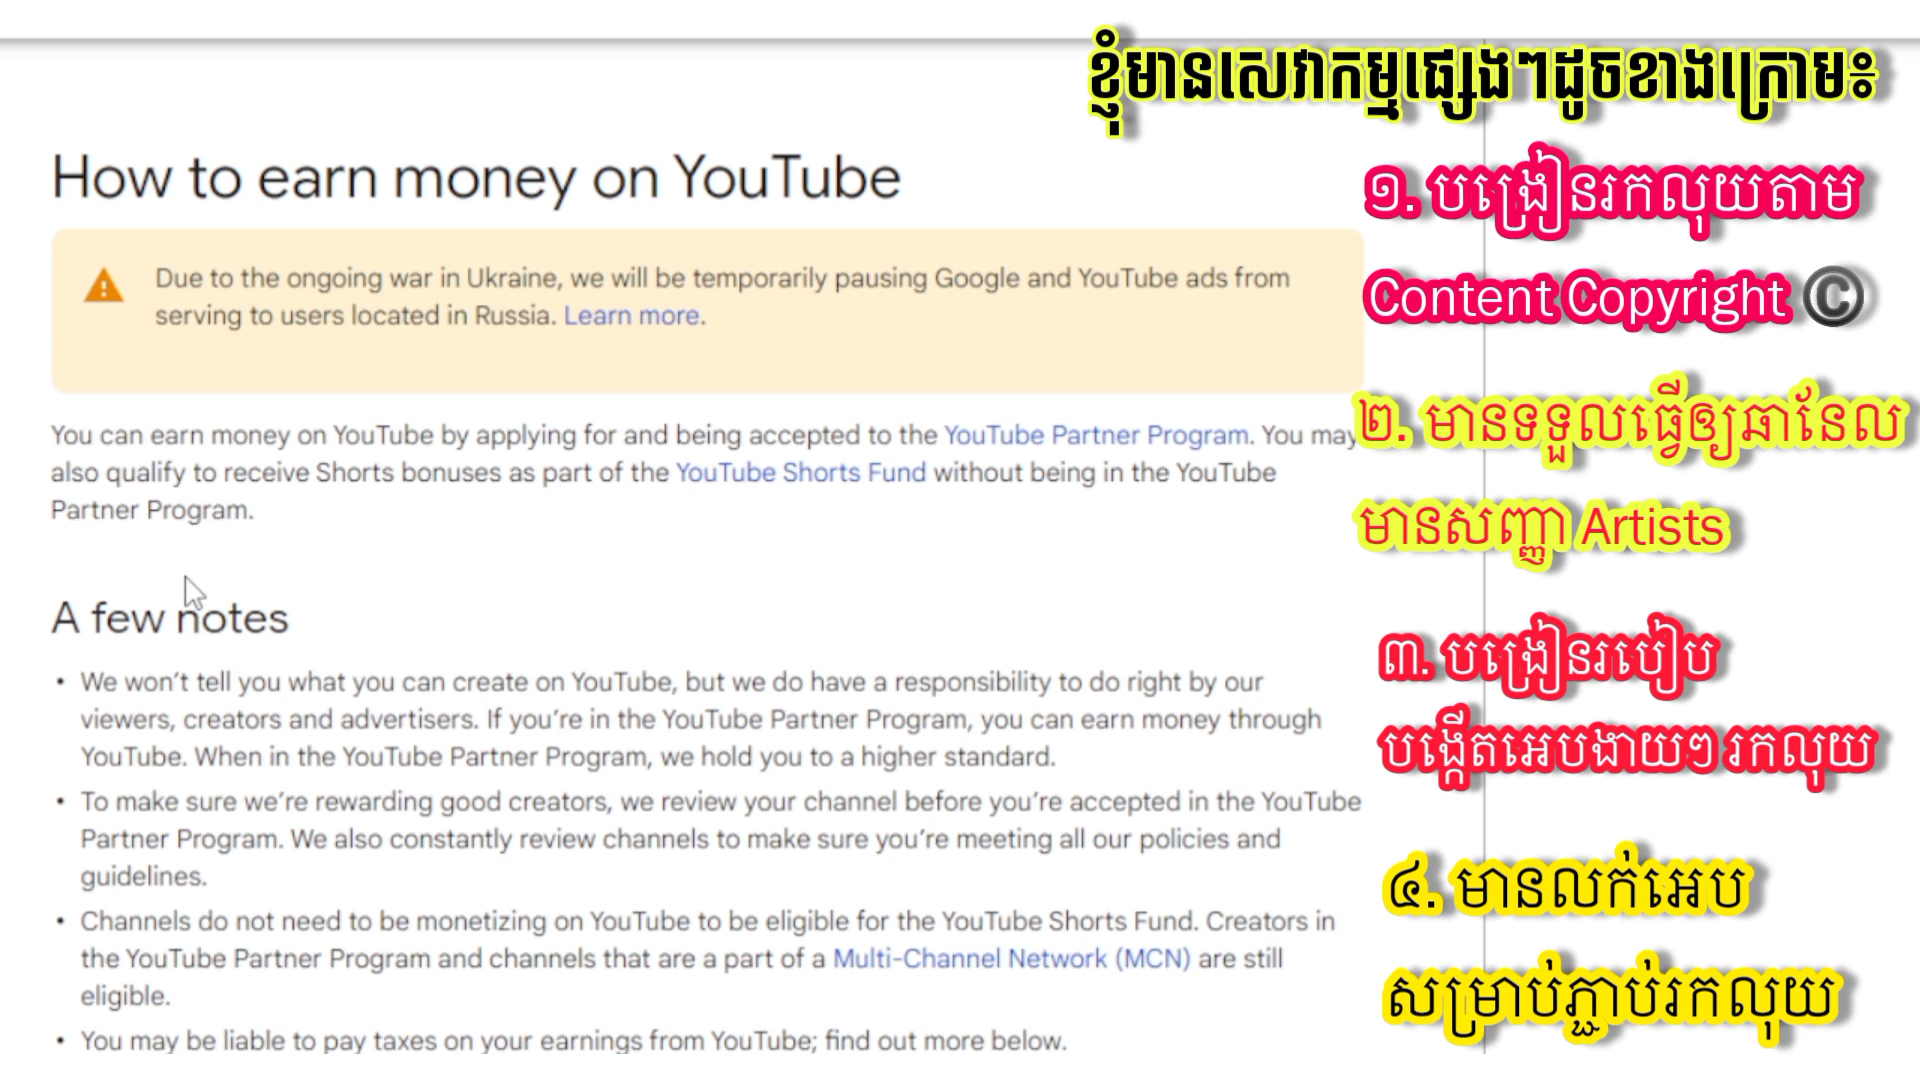 ខ្ញុំមានសេវាកម្មផ្សេងៗដូចខាងក្រោម៖
How to earn money on YouTube
Due to the ongoing war in Ukraine, we will be temporarily pausing Google and YouTube ads from
serving to users located in Russia. Learn more.
You can earn money on YouTube by applying for and being accepted to the YouTube Partner Program. You may
also qualify to receive Shorts bonuses as part of the YouTube Shorts Fund without being in the YouTube
Partner Program.
A few notes
• We won't tell you what you can create on YouTube, but we do have a responsibility to do right by our
viewers, creators and advertisers. If you're in the YouTube Partner Program, you can earn money through
YouTube. When in the YouTube Partner Program, we hold you to a higher standard.
• To make sure we're rewarding good creators, we review your channel before you're accepted in the YouTube
Partner Program. We also constantly review channels to make sure you're meeting all our policies and
guidelines.
• Channels do not need to be monetizing on YouTube to be eligible for the YouTube Shorts Fund. Creators in
the YouTube Partner Program and channels that are a part of a Multi-Channel Network (MCN) are still
eligible.
• You may be liable to pay taxes on your earnings from YouTube; find out more below.
១. បង្រៀនរកលុយតាម
Content Copyright ©
២. មានទទួលធ្វើឲ្យឆានែល
មានសញ្ញា Artists
៣. បង្រៀនរបៀប
បង្កើតអេបងាយៗ រកលុយ
៤. មានលក់អេប
សម្រាប់ភ្ជាប់រកលុយ